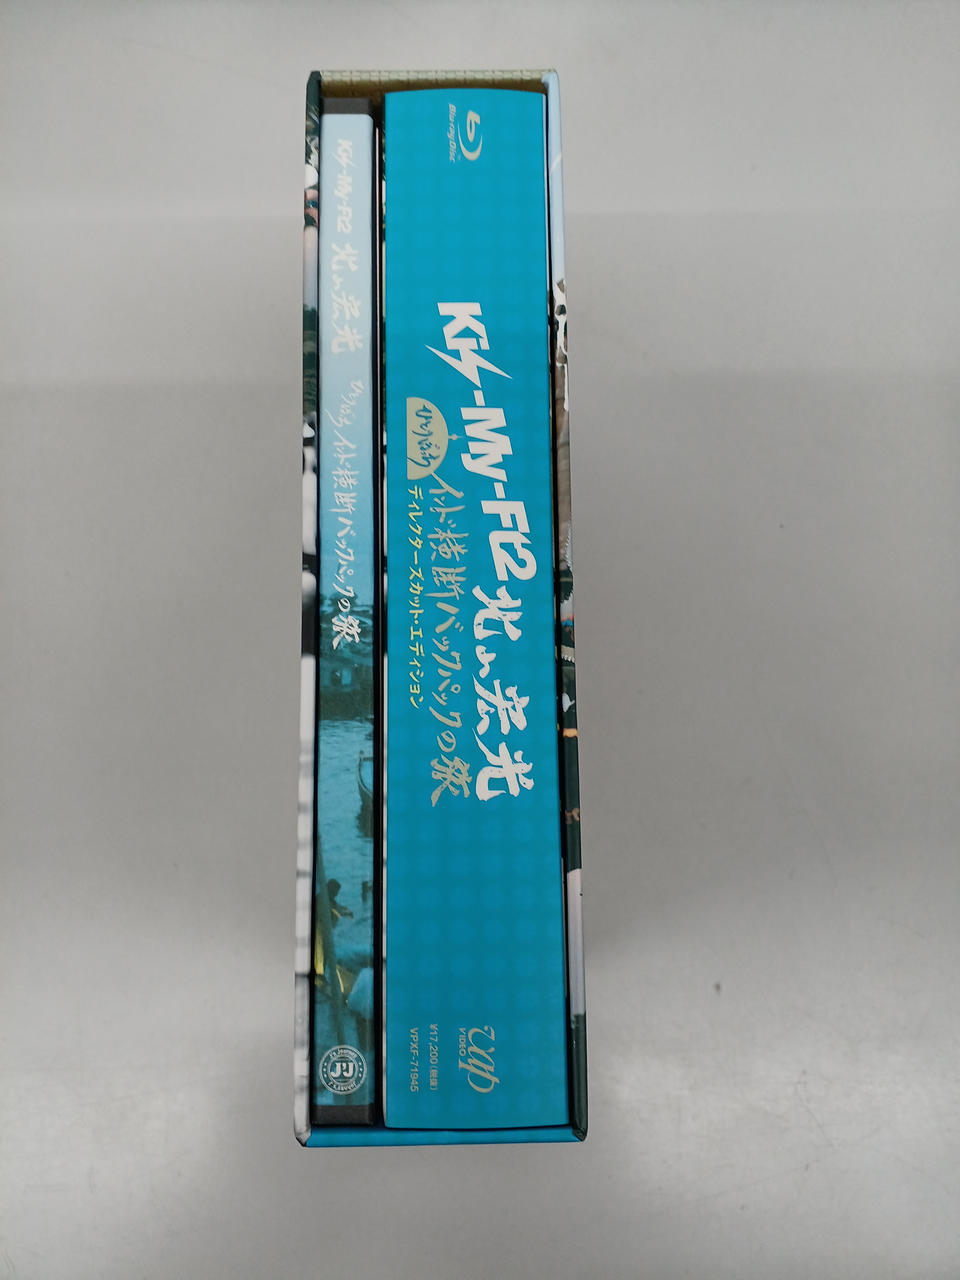 Kis-My-Ft2 北山宏光
ひとりぼっち インド横断 バックパックの旅
J's Journey
JJ
Johnny's
Blu-ray Disc
Kis-My-Ft2 北山宏光
ひとりぼっち
インド横断 バックパックの旅
ディレクターズカット・エディション
vap
VIDEO
¥17,200(税抜)
VPXF-71945